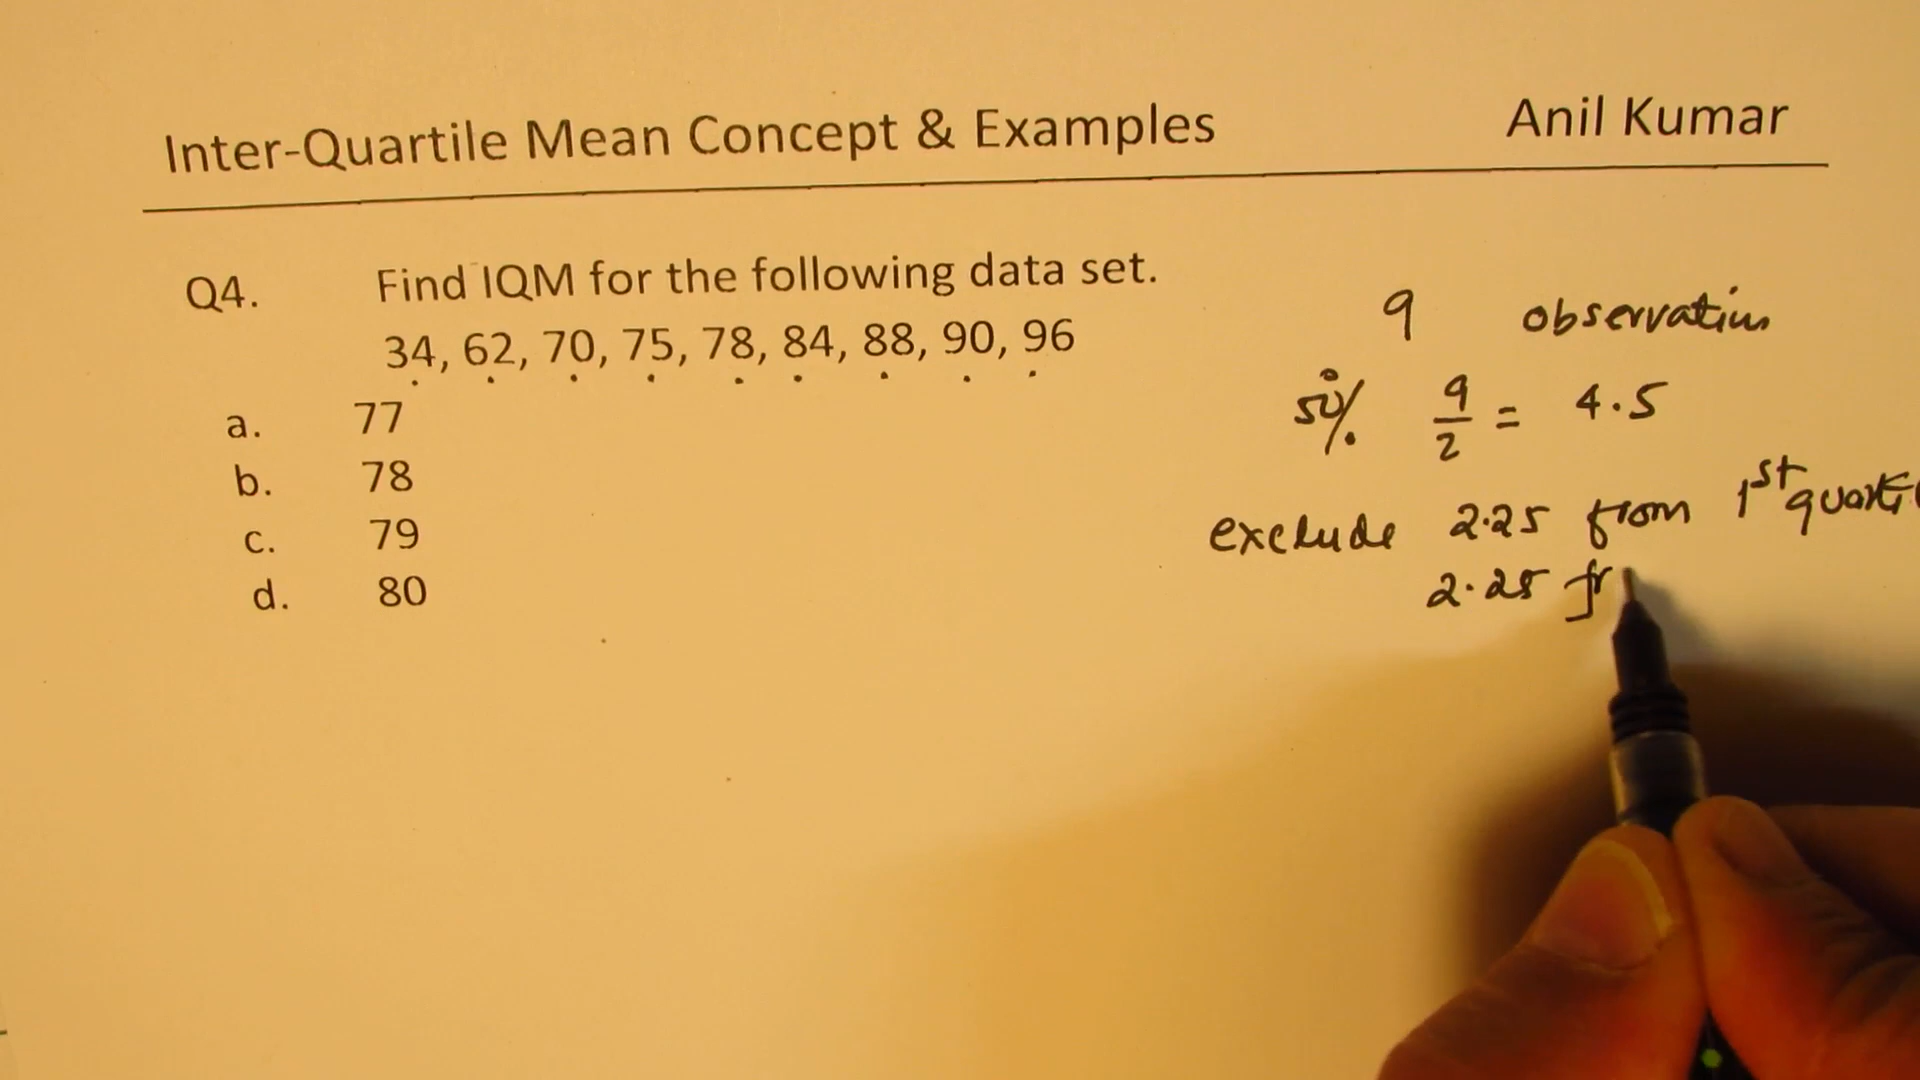 Inter-Quartile Mean Concept & Examples Anil Kumar
Q4. Find IQM for the following data set.
34, 62, 70, 75, 78, 84, 88, 90, 96
a. 77
b. 78
c. 79
d. 80
9 observations
50% 9/2 = 4.5
exclude 2.25 from 1st
2.25 fr